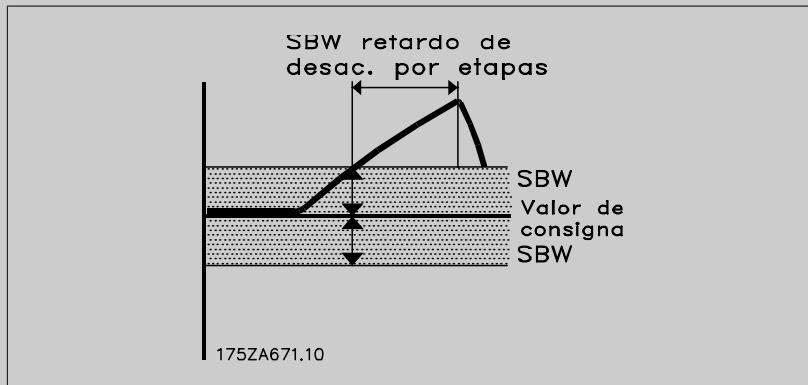 SBW retardo de
desac. por etapas
SBW
Valor de
consigna
SBW
175ZA671.10